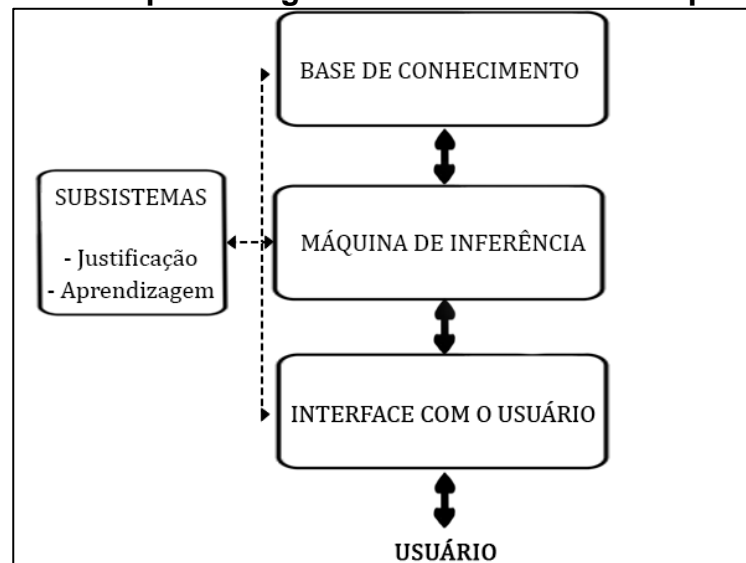 BASE DE CONHECIMENTO
SUBSISTEMAS
- Justificação
- Aprendizagem
MÁQUINA DE INFERÊNCIA
INTERFACE COM O USUÁRIO
USUÁRIO